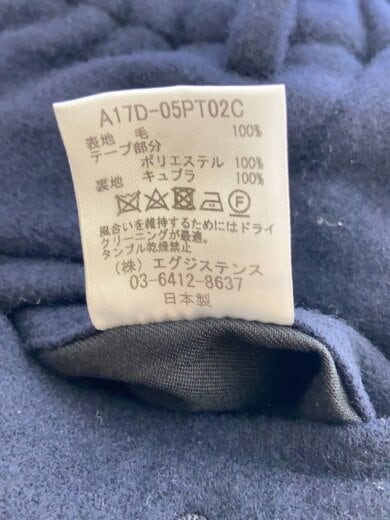 A17D-05PT02C
表地 毛 100%
テープ部分
ポリエステル 100%
裏地 キュプラ 100%
F
風合いを維持するためにはドライ
クリーニングが最適。
タンブル乾燥禁止
(株) エグジステンス
03-6412-8637
日本製